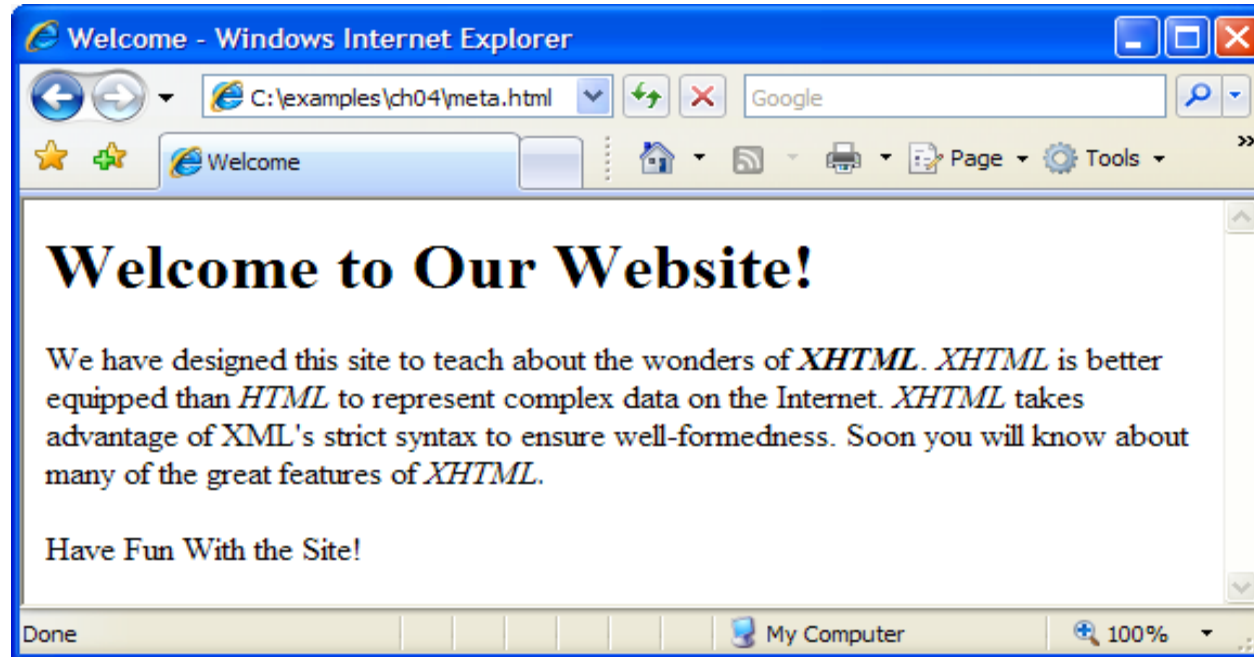 Welcome - Windows Internet Explorer
C:\examples\ch04\meta.html Google
Welcome Page Tools »
Welcome to Our Website!
We have designed this site to teach about the wonders of XHTML. XHTML is better
equipped than HTML to represent complex data on the Internet. XHTML takes
advantage of XML's strict syntax to ensure well-formedness. Soon you will know about
many of the great features of XHTML.
Have Fun With the Site!
Done My Computer 100%